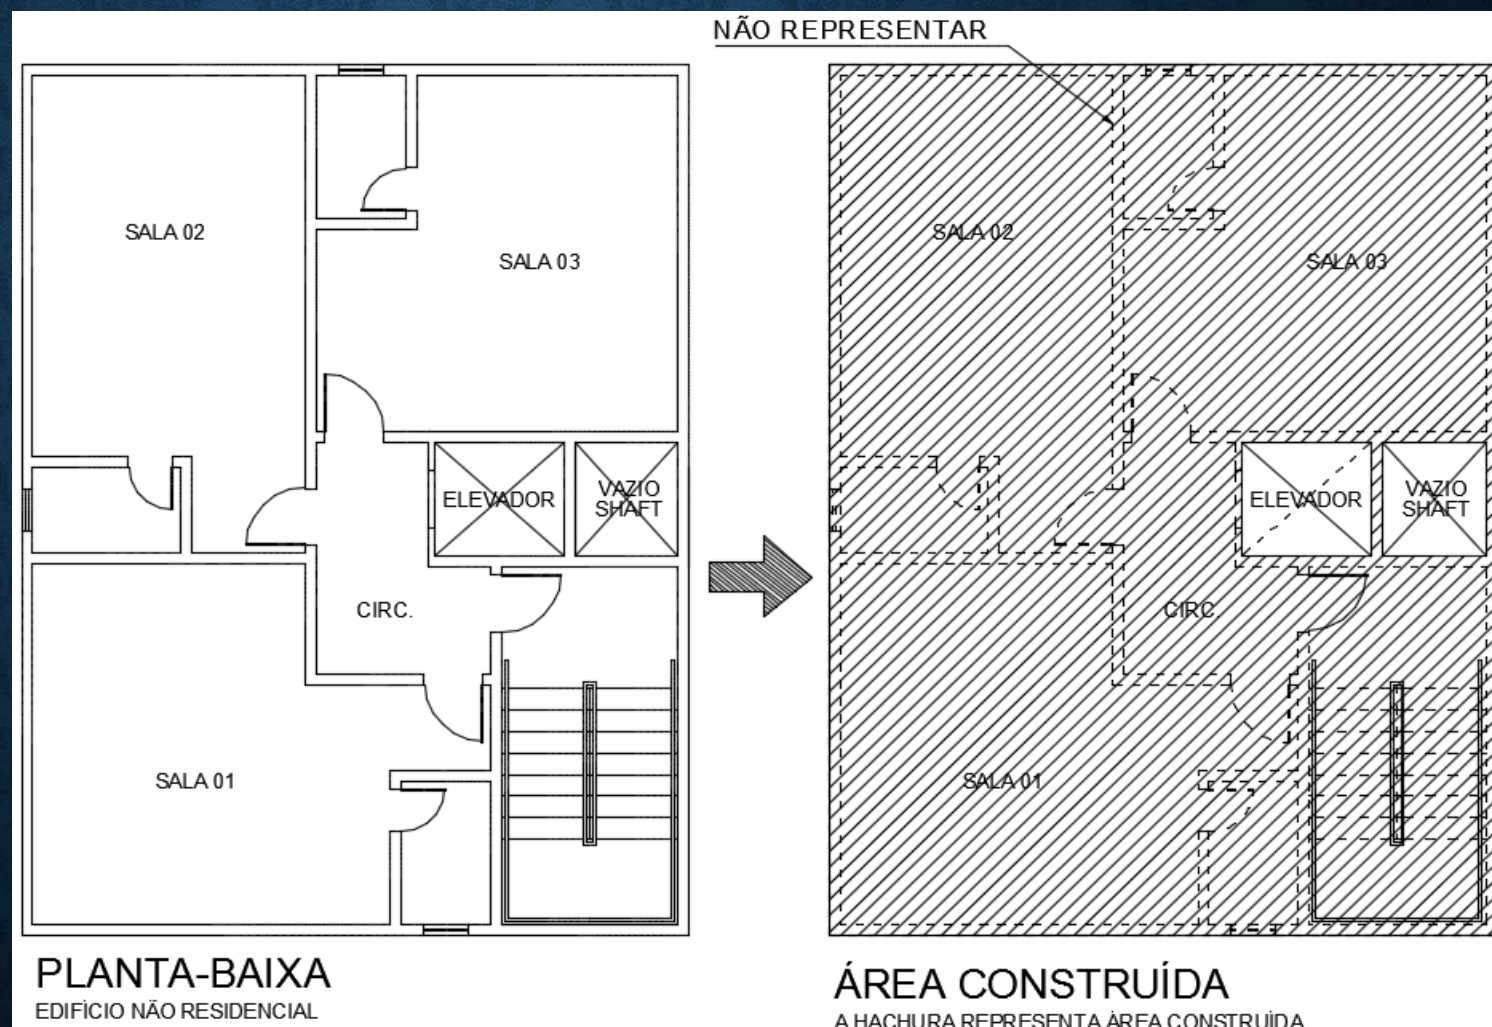 NÃO REPRESENTAR
SALA 02
SALA 03
ELEVADOR
VAZIO
SHAFT
CIRC.
SALA 01
PLANTA-BAIXA
EDIFÍCIO NÃO RESIDENCIAL
SALA 02
SALA 03
ELEVADOR
VAZIO
SHAFT
CIRC
SALA 01
ÁREA CONSTRUÍDA
A HACHURA REPRESENTA ÁREA CONSTRUÍDA